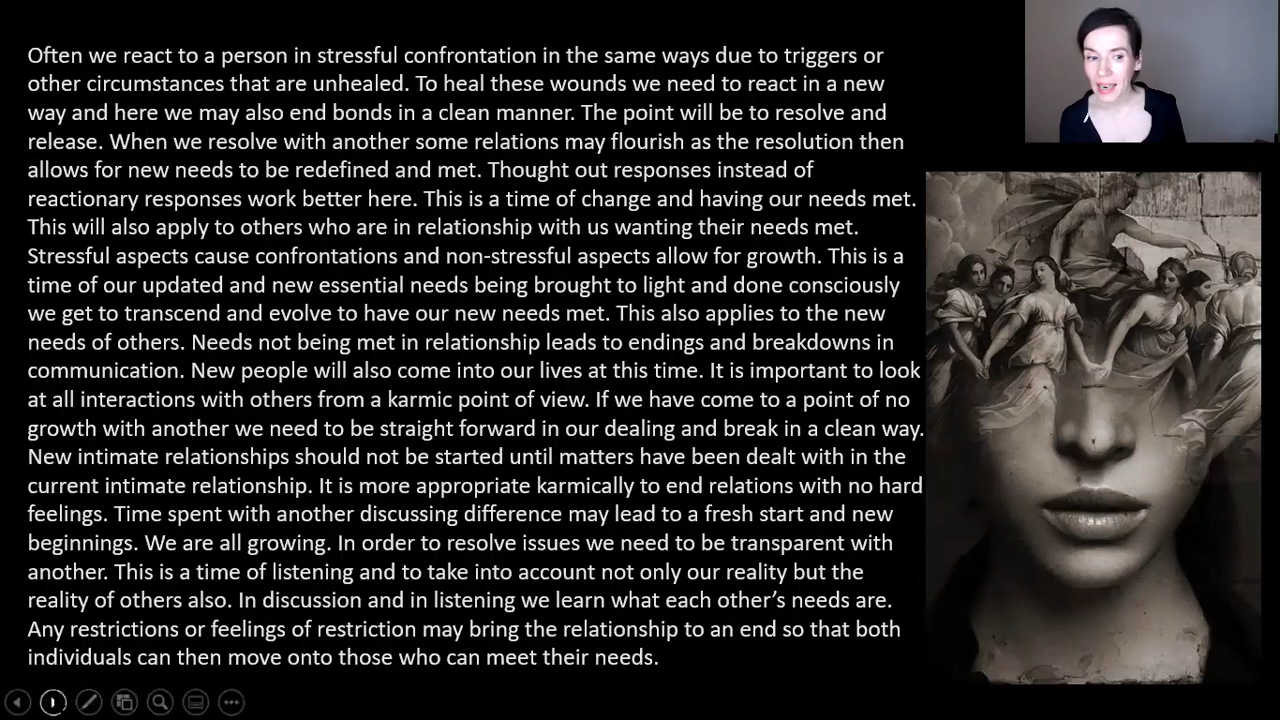 Often we react to a person in stressful confrontation in the same ways due to triggers or
other circumstances that are unhealed. To heal these wounds we need to react in a new
way and here we may also end bonds in a clean manner. The point will be to resolve and
release. When we resolve with another some relations may flourish as the resolution then
allows for new needs to be redefined and met. Thought out responses instead of
reactionary responses work better here. This is a time of change and having our needs met.
This will also apply to others who are in relationship with us wanting their needs met.
Stressful aspects cause confrontations and non-stressful aspects allow for growth. This is a
time of our updated and new essential needs being brought to light and done consciously
we get to transcend and evolve to have our new needs met. This also applies to the new
needs of others. Needs not being met in relationship leads to endings and breakdowns in
communication. New people will also come into our lives at this time. It is important to look
at all interactions with others from a karmic point of view. If we have come to a point of no
growth with another we need to be straight forward in our dealing and break in a clean way.
New intimate relationships should not be started until matters have been dealt with in the
current intimate relationship. It is more appropriate karmically to end relations with no hard
feelings. Time spent with another discussing difference may lead to a fresh start and new
beginnings. We are all growing. In order to resolve issues we need to be transparent with
another. This is a time of listening and to take into account not only our reality but the
reality of others also. In discussion and in listening we learn what each other’s needs are.
Any restrictions or feelings of restriction may bring the relationship to an end so that both
individuals can then move onto those who can meet their needs.